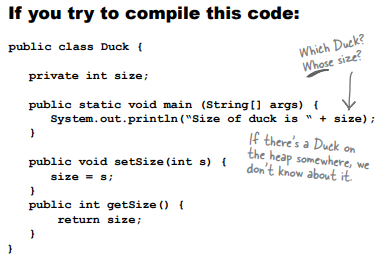 If you try to compile this code:
public class Duck {
private int size;
public static void main (String[] args) {
System.out.println(“Size of duck is “ + size);
}
public void setSize(int s) {
size = s;
}
public int getSize() {
return size;
}
}
Which Duck?
Whose size?
If there's a Duck on
the heap somewhere, we
don't know about it.